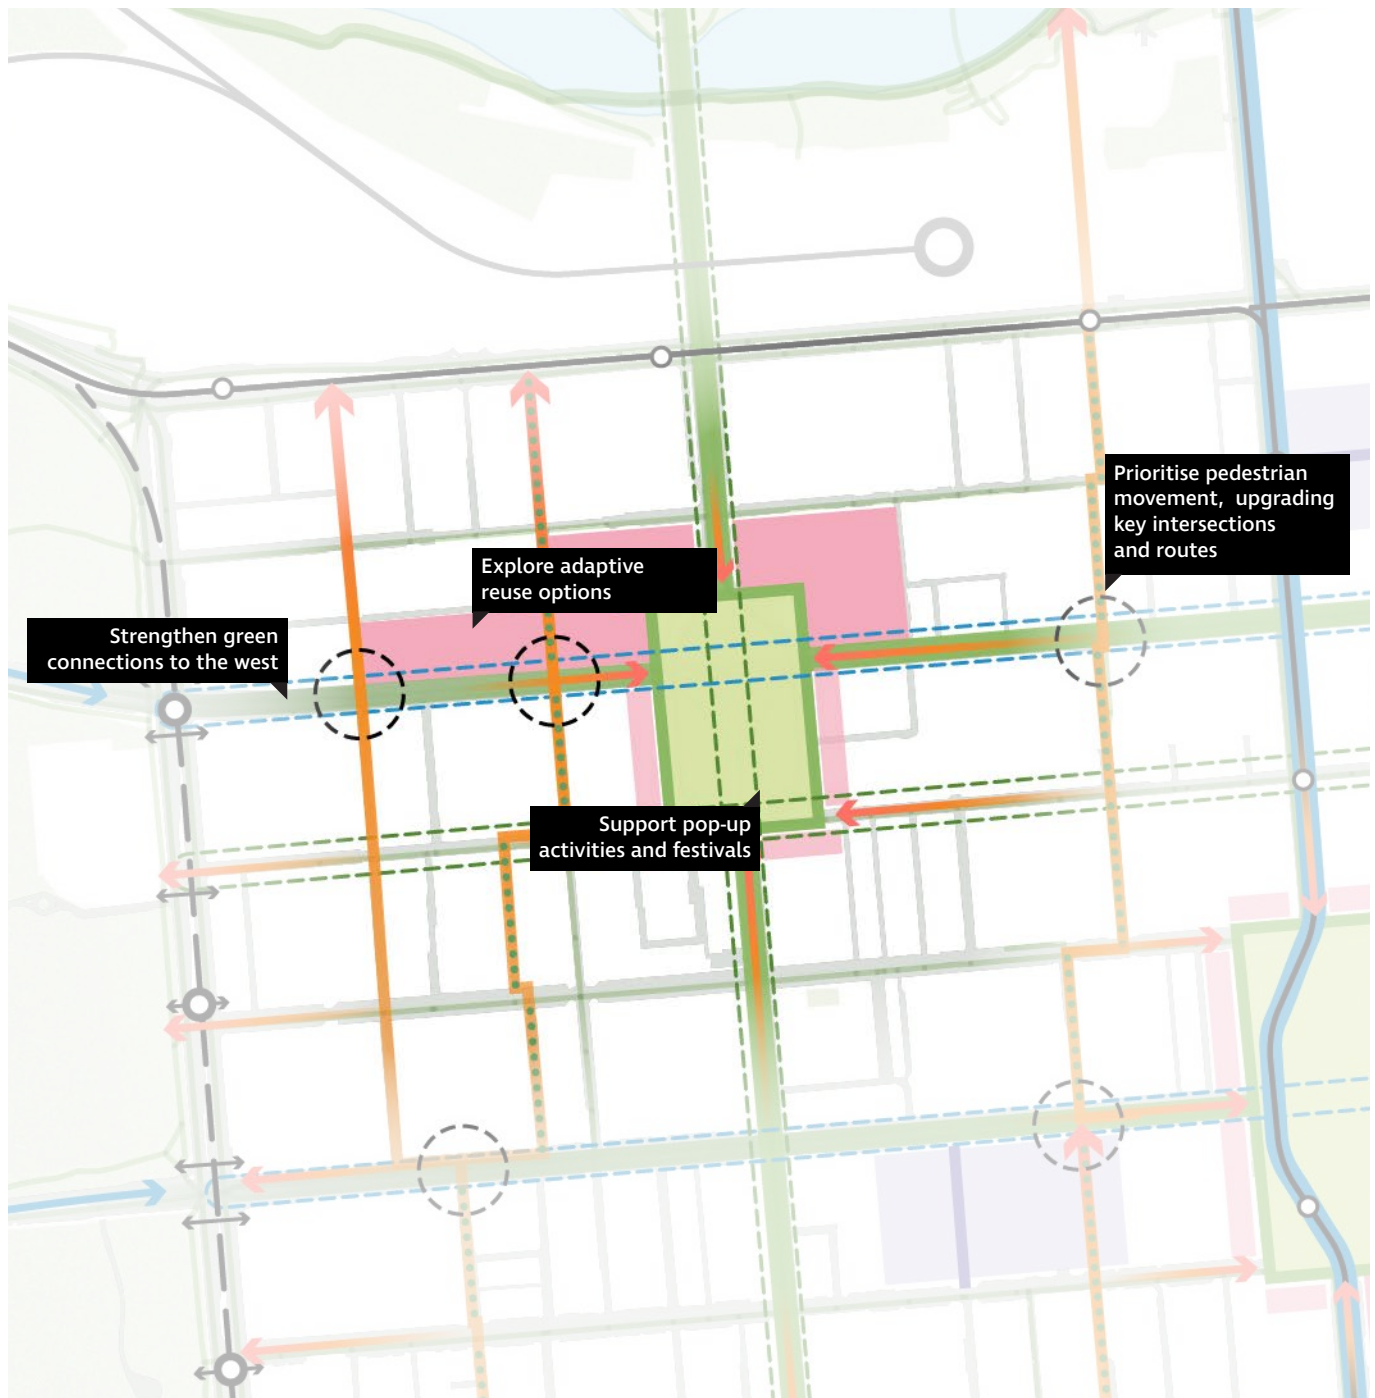 Prioritise pedestrian
movement, upgrading
key intersections
and routes
Explore adaptive
reuse options
Strengthen green
connections to the west
Support pop-up
activities and festivals